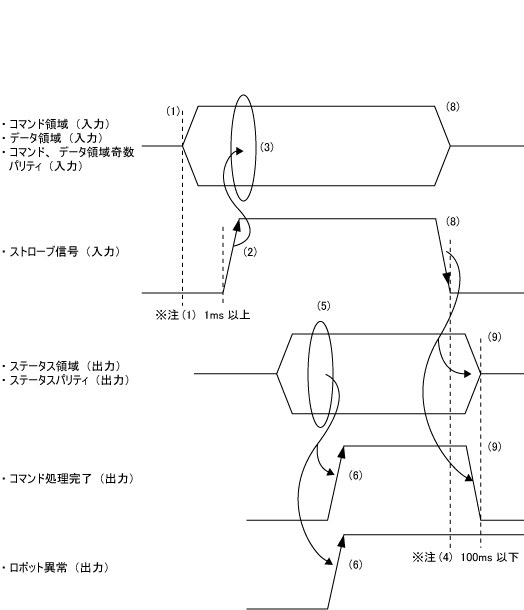 (1)
(8)
・コマンド領域（入力）
・データ領域（入力）
・コマンド、データ領域奇数
パリティ（入力）
(3)
(8)
・ストローブ信号（入力）
(2)
※注(1) 1ms 以上
(5)
(9)
・ステータス領域（出力）
・ステータスパリティ（出力）
(9)
・コマンド処理完了（出力）
(6)
※注(4) 100ms 以下
・ロボット異常（出力）
(6)